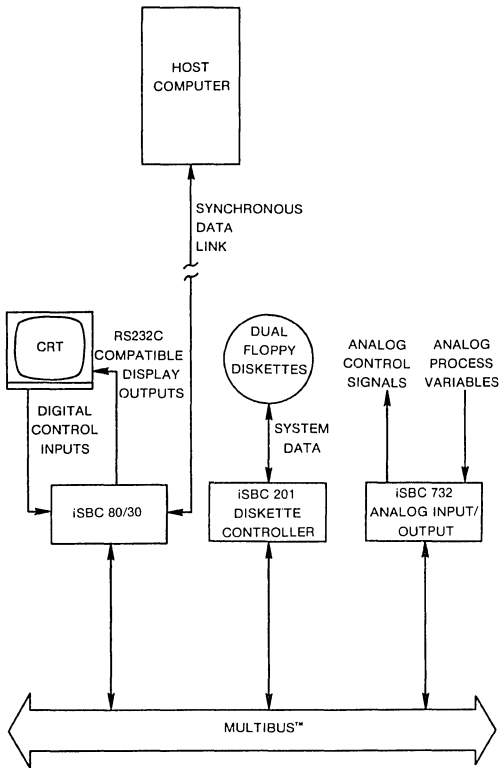 HOST
COMPUTER
SYNCHRONOUS
DATA
LINK
CRT
RS232C
COMPATIBLE
DISPLAY
OUTPUTS
DUAL
FLOPPY
DISKETTES
ANALOG
CONTROL
SIGNALS
ANALOG
PROCESS
VARIABLES
DIGITAL
CONTROL
INPUTS
SYSTEM
DATA
iSBC 80/30
iSBC 201
DISKETTE
CONTROLLER
iSBC 732
ANALOG INPUT/
OUTPUT
MULTIBUS™